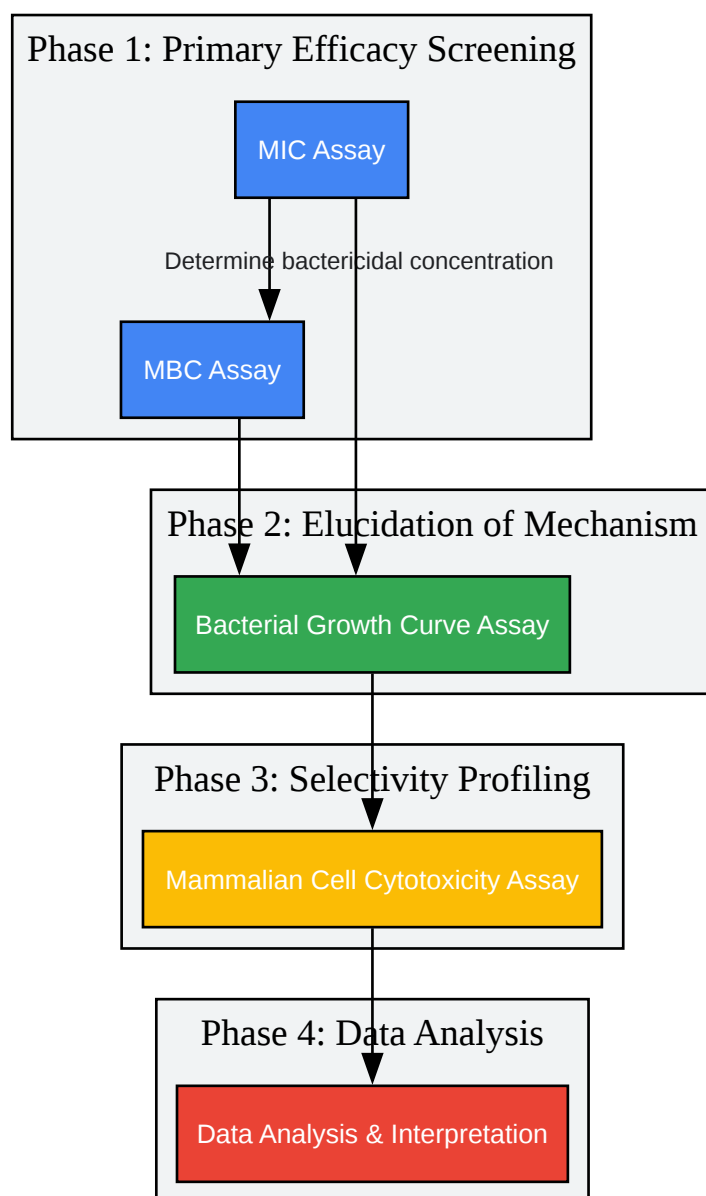 Phase 1: Primary Efficacy Screening
MIC Assay
Determine bactericidal concentration
MBC Assay
Phase 2: Elucidation of Mechanism
Bacterial Growth Curve Assay
Phase 3: Selectivity Profiling
Mammalian Cell Cytotoxicity Assay
Phase 4: Data Analysis
Data Analysis & Interpretation